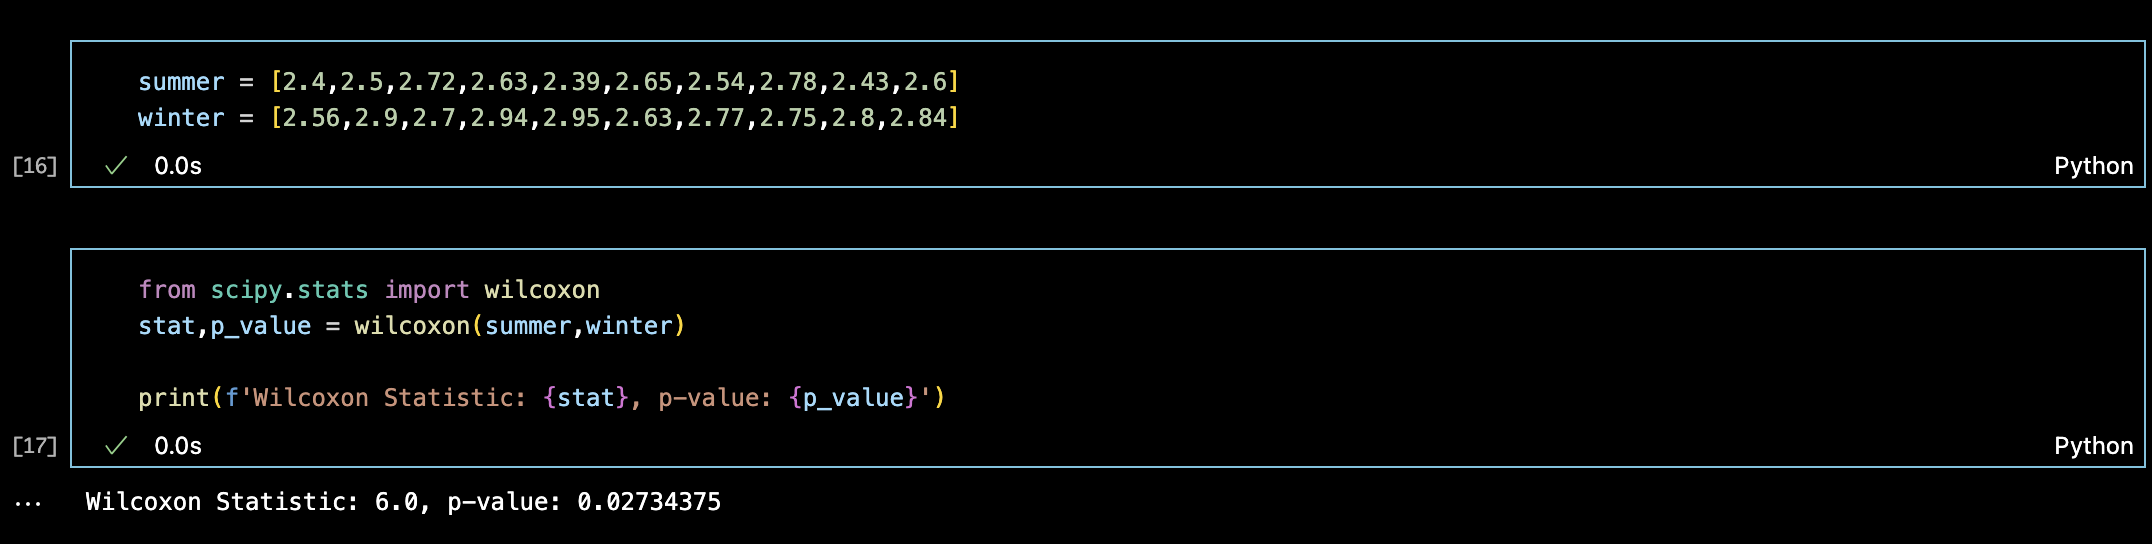 summer = [2.4,2.5,2.72,2.63,2.39,2.65,2.54,2.78,2.43,2.6]
winter = [2.56,2.9,2.7,2.94,2.95,2.63,2.77,2.75,2.8,2.84]
[16] ✓ 0.0s Python
from scipy.stats import wilcoxon
stat,p_value = wilcoxon(summer,winter)
print(f'Wilcoxon Statistic: {stat}, p-value: {p_value}')
[17] ✓ 0.0s Python
... Wilcoxon Statistic: 6.0, p-value: 0.02734375